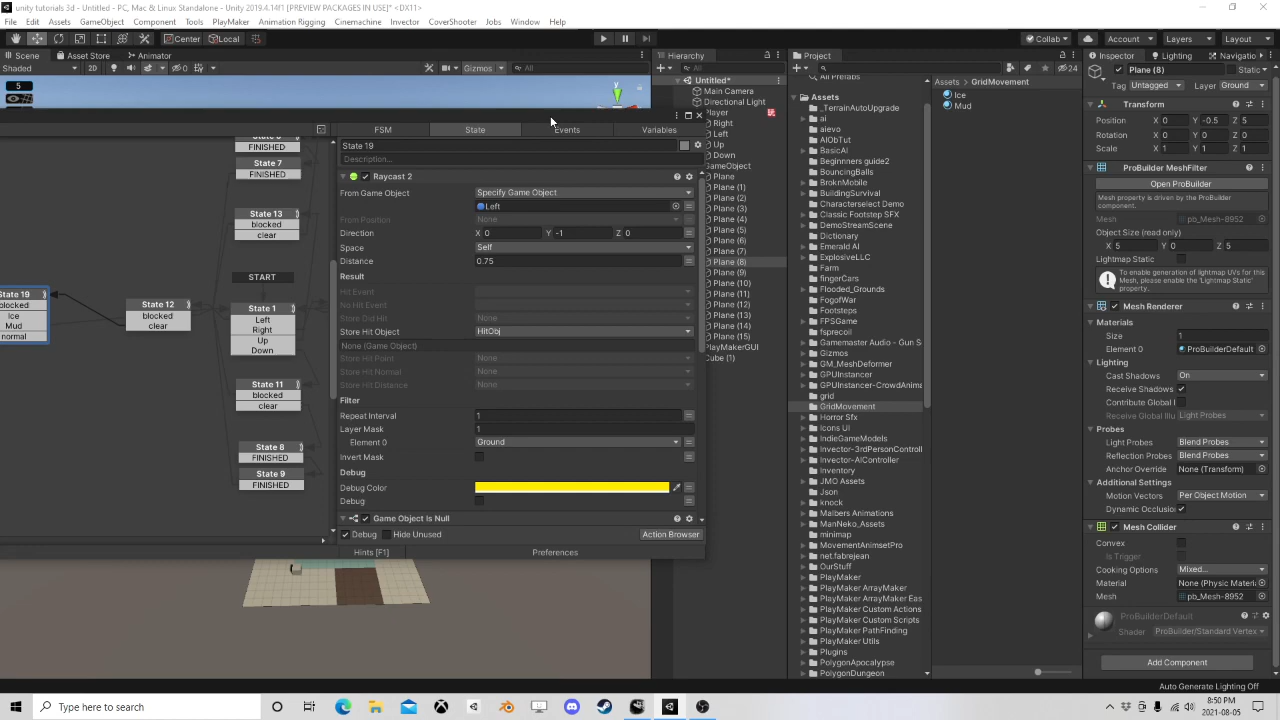 unity tutorials 3d - Untitled - PC, Mac & Linux Standalone - Unity 2019.4.14f1 [PREVIEW PACKAGES IN USE]* <DX11>
File Edit Assets GameObject Component Tools PlayMaker Animation Rigging Cinemachine Invector CoverShooter Jobs Window Help
Center Local
Collab Account Layers Layout
Scene Asset Store Animator
Shaded 2D 0 Gizmos All
5
y
FINISHED
State 7
FINISHED
State 13
blocked
clear
START
State 1
Left
Right
Up
Down
State 12
blocked
clear
State 19
blocked
Ice
Mud
normal
State 11
blocked
clear
State 8
FINISHED
State 9
FINISHED
FSM State Events Variables
State 19
Description...
Raycast 2
From Game Object Specify Game Object
Left
From Position None
Direction X 0 Y -1 Z 0
Space Self
Distance 0.75
Result
Hit Event
No Hit Event
Store Did Hit None
Store Hit Object HitObj
None (Game Object)
Store Hit Point None
Store Hit Normal None
Store Hit Distance None
Filter
Repeat Interval 1
Layer Mask 1
Element 0 Ground
Invert Mask
Debug
Debug Color
Debug
Game Object Is Null
Debug Hide Unused Action Browser
Hints [F1] Preferences
Hierarchy
All
Untitled*
Main Camera
Directional Light
Player
Right
Left
Up
Down
GameObject
Plane
Plane (1)
Plane (2)
Plane (3)
Plane (4)
Plane (5)
Plane (6)
Plane (7)
Plane (8)
Plane (9)
Plane (10)
Plane (11)
Plane (12)
Plane (13)
Plane (14)
Plane (15)
PlayMakerGUI
Cube (1)
Project
24
All Prefabs
Assets
_TerrainAutoUpgrade
ai
aievo
AIObTut
BasicAI
Beginnners guide2
BouncingBalls
BroknMobile
BuildingSurvival
Characterselect Demo
Classic Footstep SFX
DemoStreamScene
Dictionary
Emerald AI
ExplosiveLLC
Farm
fingerCars
Flooded_Grounds
FogofWar
Footsteps
FPSGame
fsprecoil
Gamemaster Audio - Gun S
Gizmos
GM_MeshDeformer
GPUInstancer
GPUInstancer-CrowdAnima
grid
GridMovement
Horror Sfx
Icons UI
IndieGameModels
Invector-3rdPersonControll
Invector-AIController
Inventory
JMO Assets
Json
knock
Malbers Animations
ManNeko_Assets
minimap
MovementAnimsetPro
net.fabrejean
OurStuff
PlayMaker
PlayMaker ArrayMaker
PlayMaker ArrayMaker Eas
PlayMaker Custom Actions
PlayMaker Custom Scripts
PlayMaker PathFinding
PlayMaker Utils
Plugins
PolygonApocalypse
PolygonDungeon
Assets GridMovement
Ice
Mud
Inspector Lighting Navigation
Plane (8) Static
Tag Untagged Layer Ground
Transform
Position X 0 Y -0.5 Z 5
Rotation X 0 Y 0 Z 0
Scale X 1 Y 1 Z 1
ProBuilder MeshFilter
Open ProBuilder
Mesh property is driven by the ProBuilder component.
Mesh pb_Mesh-8952
Object Size (read only)
X 5 Y 0 Z 5
Lightmap Static
To enable generation of lightmap UVs for this Mesh, please enable the 'Lightmap Static' property.
Mesh Renderer
Materials
Size 1
Element 0 ProBuilderDefault
Lighting
Cast Shadows On
Receive Shadows
Contribute Global I
Receive Global Illu Light Probes
Probes
Light Probes Blend Probes
Reflection Probes Blend Probes
Anchor Override None (Transform)
Additional Settings
Motion Vectors Per Object Motion
Dynamic Occlusion
Mesh Collider
Convex
Is Trigger
Cooking Options Mixed...
Material None (Physic Materi
Mesh pb_Mesh-8952
ProBuilderDefault
Shader ProBuilder/Standard Vertex
Add Component
Auto Generate Lighting Off
Type here to search
8:50 PM
2021-08-05